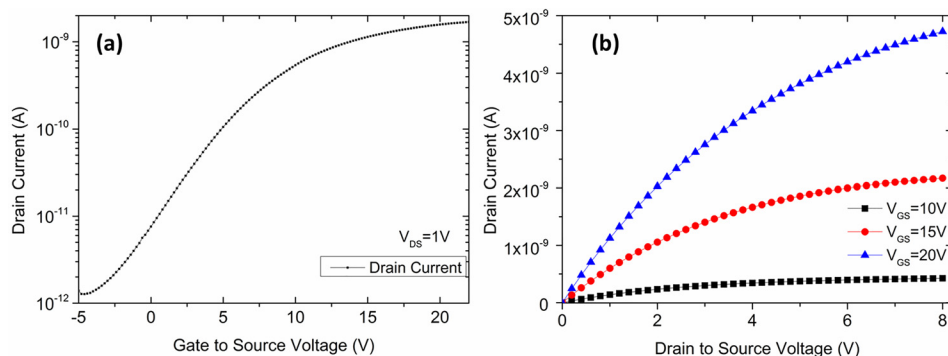 (a)
Drain Current (A)
10⁻⁹
10⁻¹⁰
10⁻¹¹
10⁻¹²
V_DS=1V
Drain Current
-5 0 5 10 15 20
Gate to Source Voltage (V)
(b)
Drain Current (A)
5x10⁻⁹
4x10⁻⁹
3x10⁻⁹
2x10⁻⁹
1x10⁻⁹
0
V_GS=10V
V_GS=15V
V_GS=20V
0 2 4 6 8
Drain to Source Voltage (V)